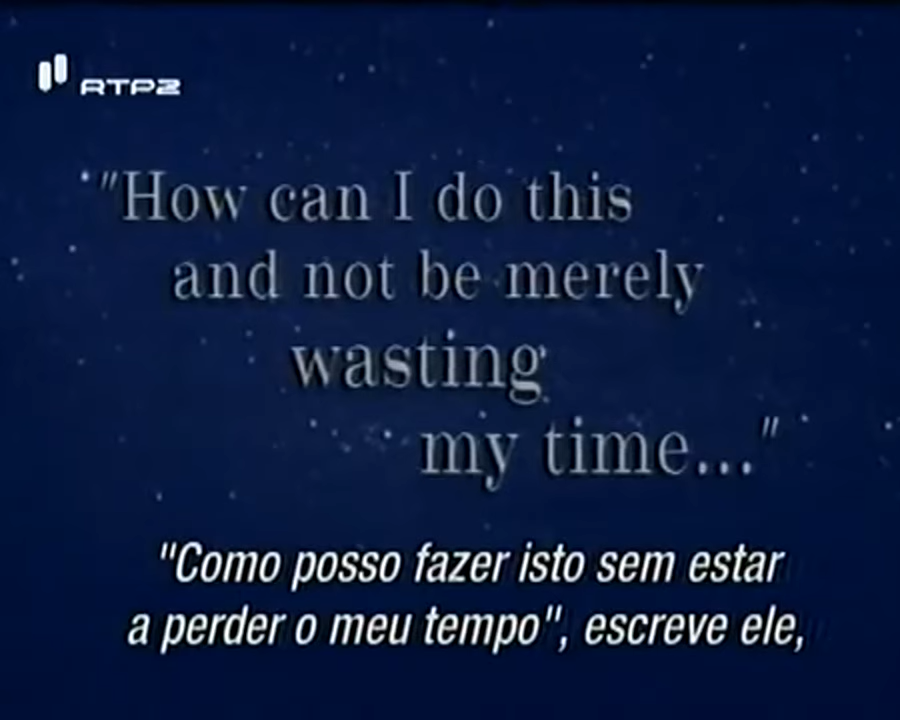 RTP2
"How can I do this
and not be merely
wasting
my time..."
"Como posso fazer isto sem estar
a perder o meu tempo", escreve ele,